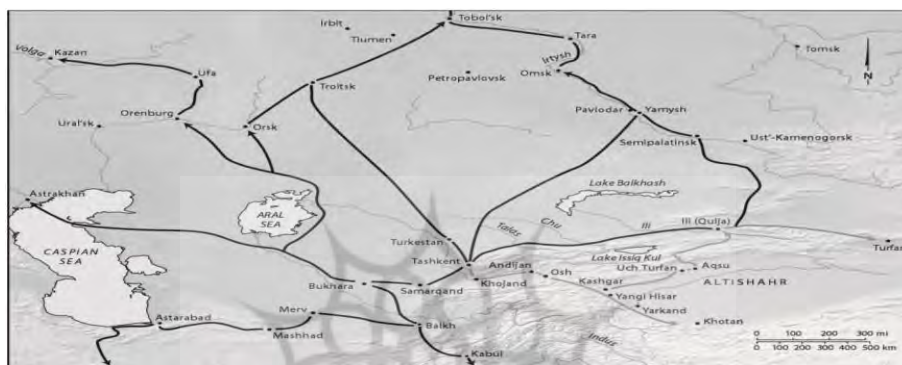 Tobol'sk
Irbit
Tiumen
Tara
Tomsk
Volga
Kazan
Irtysh
N
Ufa
Petropavlovsk
Omsk
Troitsk
Orenburg
Pavlodar
Yamysh
Ural'sk
Orsk
Semipalatinsk
Ust'-Kamenogorsk
Lake Balkhash
Astrakhan
ARAL
SEA
Talas
Chu
Ili
Ili (Qulja)
Turkestan
Turfan
CASPIAN
SEA
Tashkent
Andijan
Lake Issiq Kul
Osh
Uch Turfan
Aqsu
Khojand
Bukhara
Samarqand
Kashgar
ALTISHAHR
Yangi Hisar
Merv
Yarkand
Astarabad
Balkh
Khotan
Mashhad
Indus
0 100 200 300 mi
0 100 200 300 400 500 km
Kabul